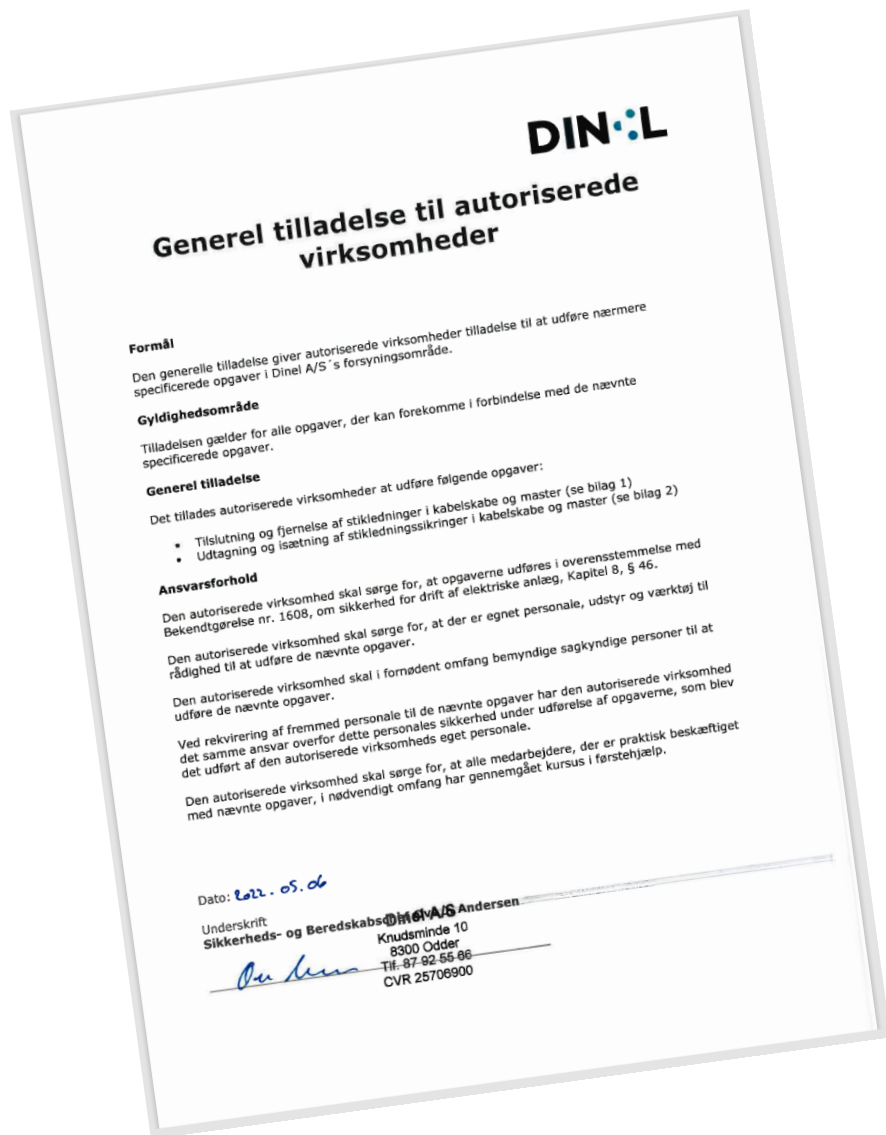 DIN L
Generel tilladelse til autoriserede
virksomheder
Formål
Den generelle tilladelse giver autoriserede virksomheder tilladelse til at udføre nærmere
specificerede opgaver i Dinel A/S´s forsyningsområde.
Gyldighedsområde
Tilladelsen gælder for alle opgaver, der kan forekomme i forbindelse med de nævnte
specificerede opgaver.
Generel tilladelse
Det tillades autoriserede virksomheder at udføre følgende opgaver:
• Tilslutning og fjernelse af stikledninger i kabelskabe og master (se bilag 1)
• Udtagning og isætning af stikledningssikringer i kabelskabe og master (se bilag 2)
Ansvarsforhold
Den autoriserede virksomhed skal sørge for, at opgaverne udføres i overensstemmelse med
Bekendtgørelse nr. 1608, om sikkerhed for drift af elektriske anlæg, Kapitel 8, § 46.
Den autoriserede virksomhed skal sørge for, at der er egnet personale, udstyr og værktøj til
rådighed til at udføre de nævnte opgaver.
Den autoriserede virksomhed skal i fornødent omfang bemyndige sagkyndige personer til at
udføre de nævnte opgaver.
Ved rekvirering af fremmed personale til de nævnte opgaver har den autoriserede virksomhed
det samme ansvar overfor dette personales sikkerhed under udførelse af opgaverne, som blev
det udført af den autoriserede virksomheds eget personale.
Den autoriserede virksomhed skal sørge for, at alle medarbejdere, der er praktisk beskæftiget
med nævnte opgaver, i nødvendigt omfang har gennemgået kursus i førstehjælp.
Dato: 2022.05.06
Underskrift
Sikkerheds- og Beredskabschef Andersen
Dinel A/S
Knudsminde 10
8300 Odder
Tlf. 87 92 55 66
CVR 25706900